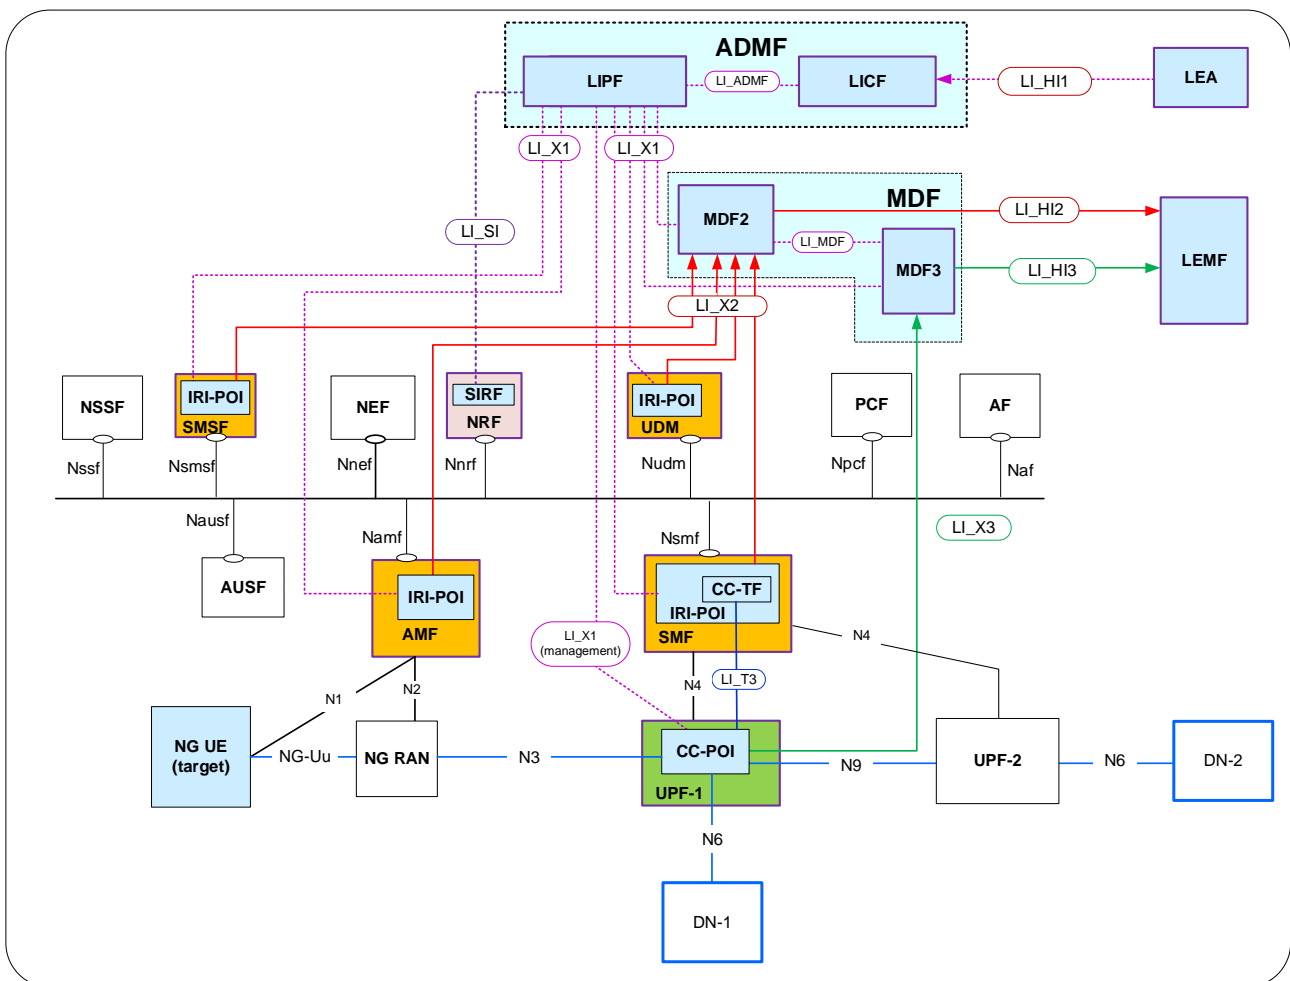 ADMF
LIPF
LI_ADMF
LICF
LI_HI1
LEA
LI_X1
LI_X1
MDF
MDF2
LI_HI2
LI_SI
LI_MDF
MDF3
LI_HI3
LEMF
LI_X2
NSSF
IRI-POI
SMSF
NEF
SIRF
NRF
IRI-POI
UDM
PCF
AF
Nssf
Nsmsf
Nnef
Nnrf
Nudm
Npcf
Naf
Nausf
Namf
Nsmf
LI_X3
AUSF
IRI-POI
AMF
CC-TF
IRI-POI
SMF
LI_X1
(management)
N4
N1
N2
N4
LI_T3
NG UE
(target)
NG-Uu
NG RAN
N3
CC-POI
UPF-1
N9
UPF-2
N6
DN-2
N6
DN-1